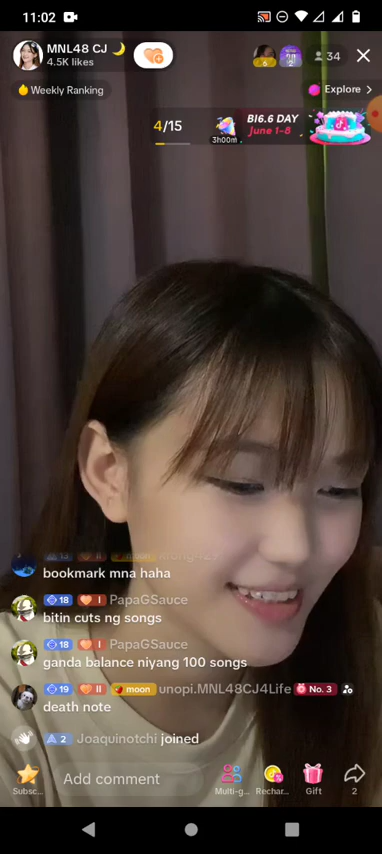 11:02
MNL48 CJ 🌙
4.5K likes
34
Weekly Ranking
Explore
4/15
BI6.6 DAY
June 1-8
3h00m
bookmark mna haha
18 I PapaGSauce
bitin cuts ng songs
18 I PapaGSauce
ganda balance niyang 100 songs
19 II moon unopi.MNL48CJ4Life No. 3
death note
2 Joaquinotchi joined
Add comment
Subsc... Multi-g... Rechar... Gift 2